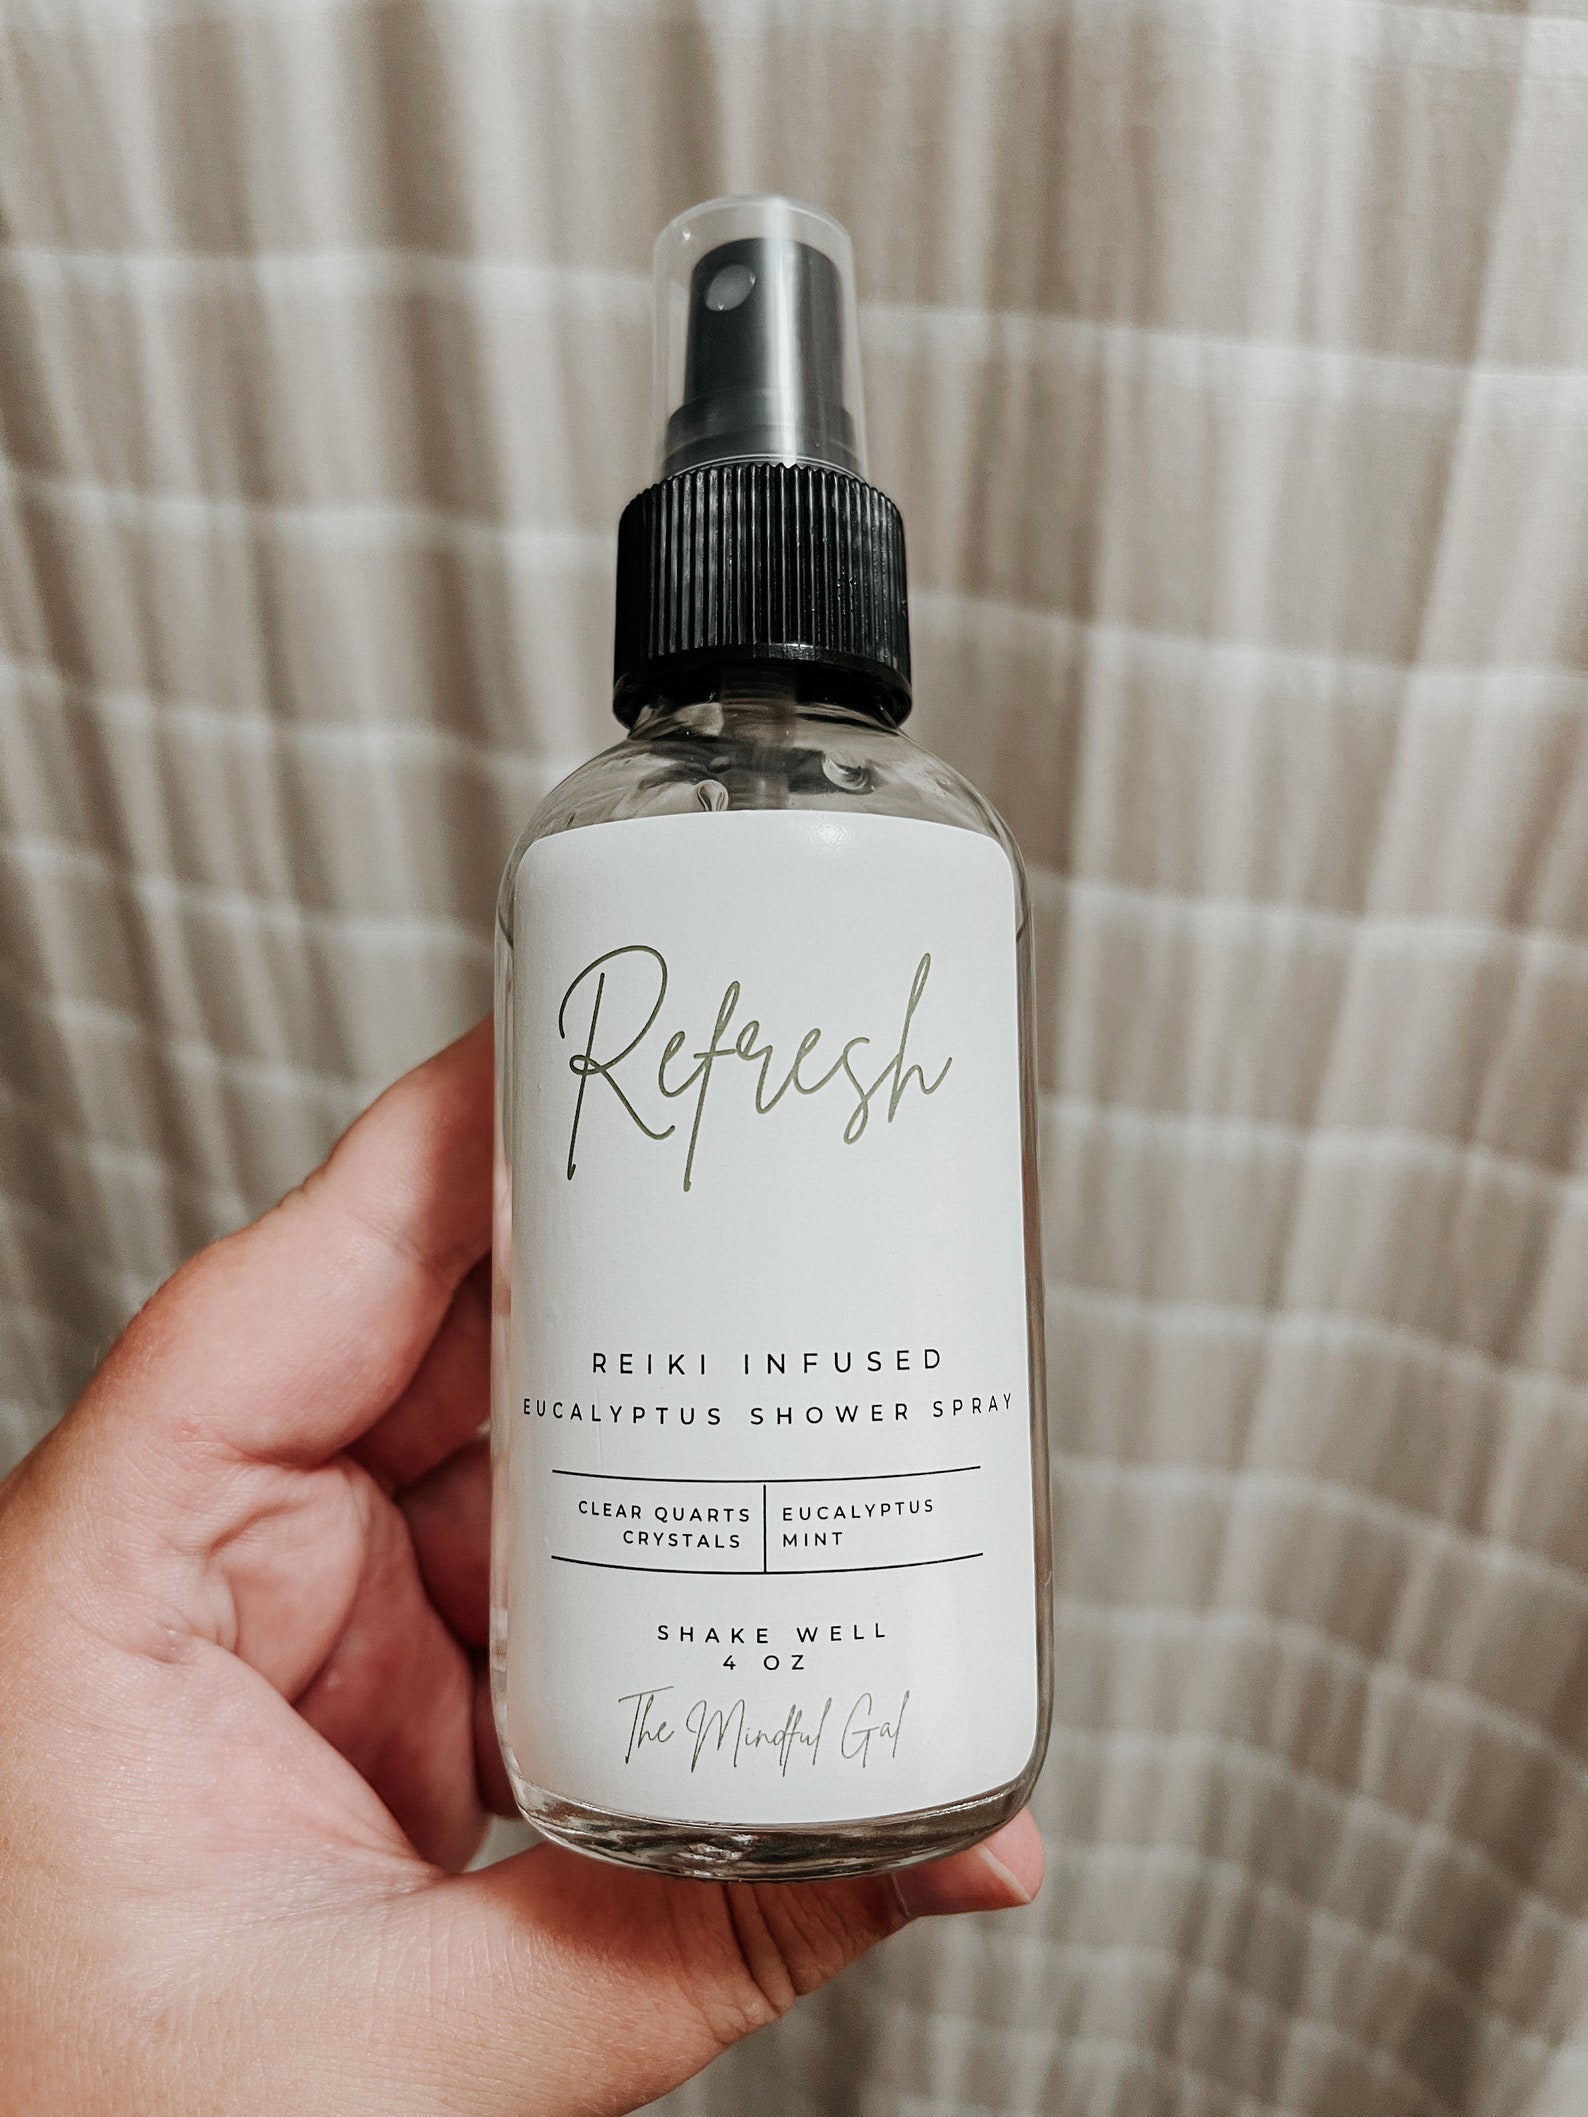 Refresh
REIKI INFUSED
EUCALYPTUS SHOWER SPRAY
CLEAR QUARTS
CRYSTALS
EUCALYPTUS
MINT
SHAKE WELL
4 OZ
The Mindful Gal